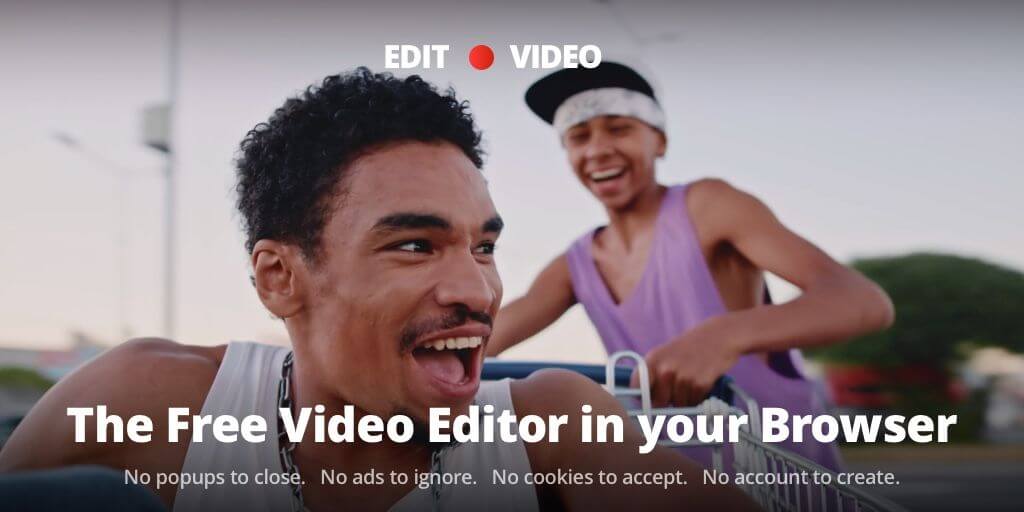 EDIT VIDEO
The Free Video Editor in your Browser
No popups to close. No ads to ignore. No cookies to accept. No account to create.